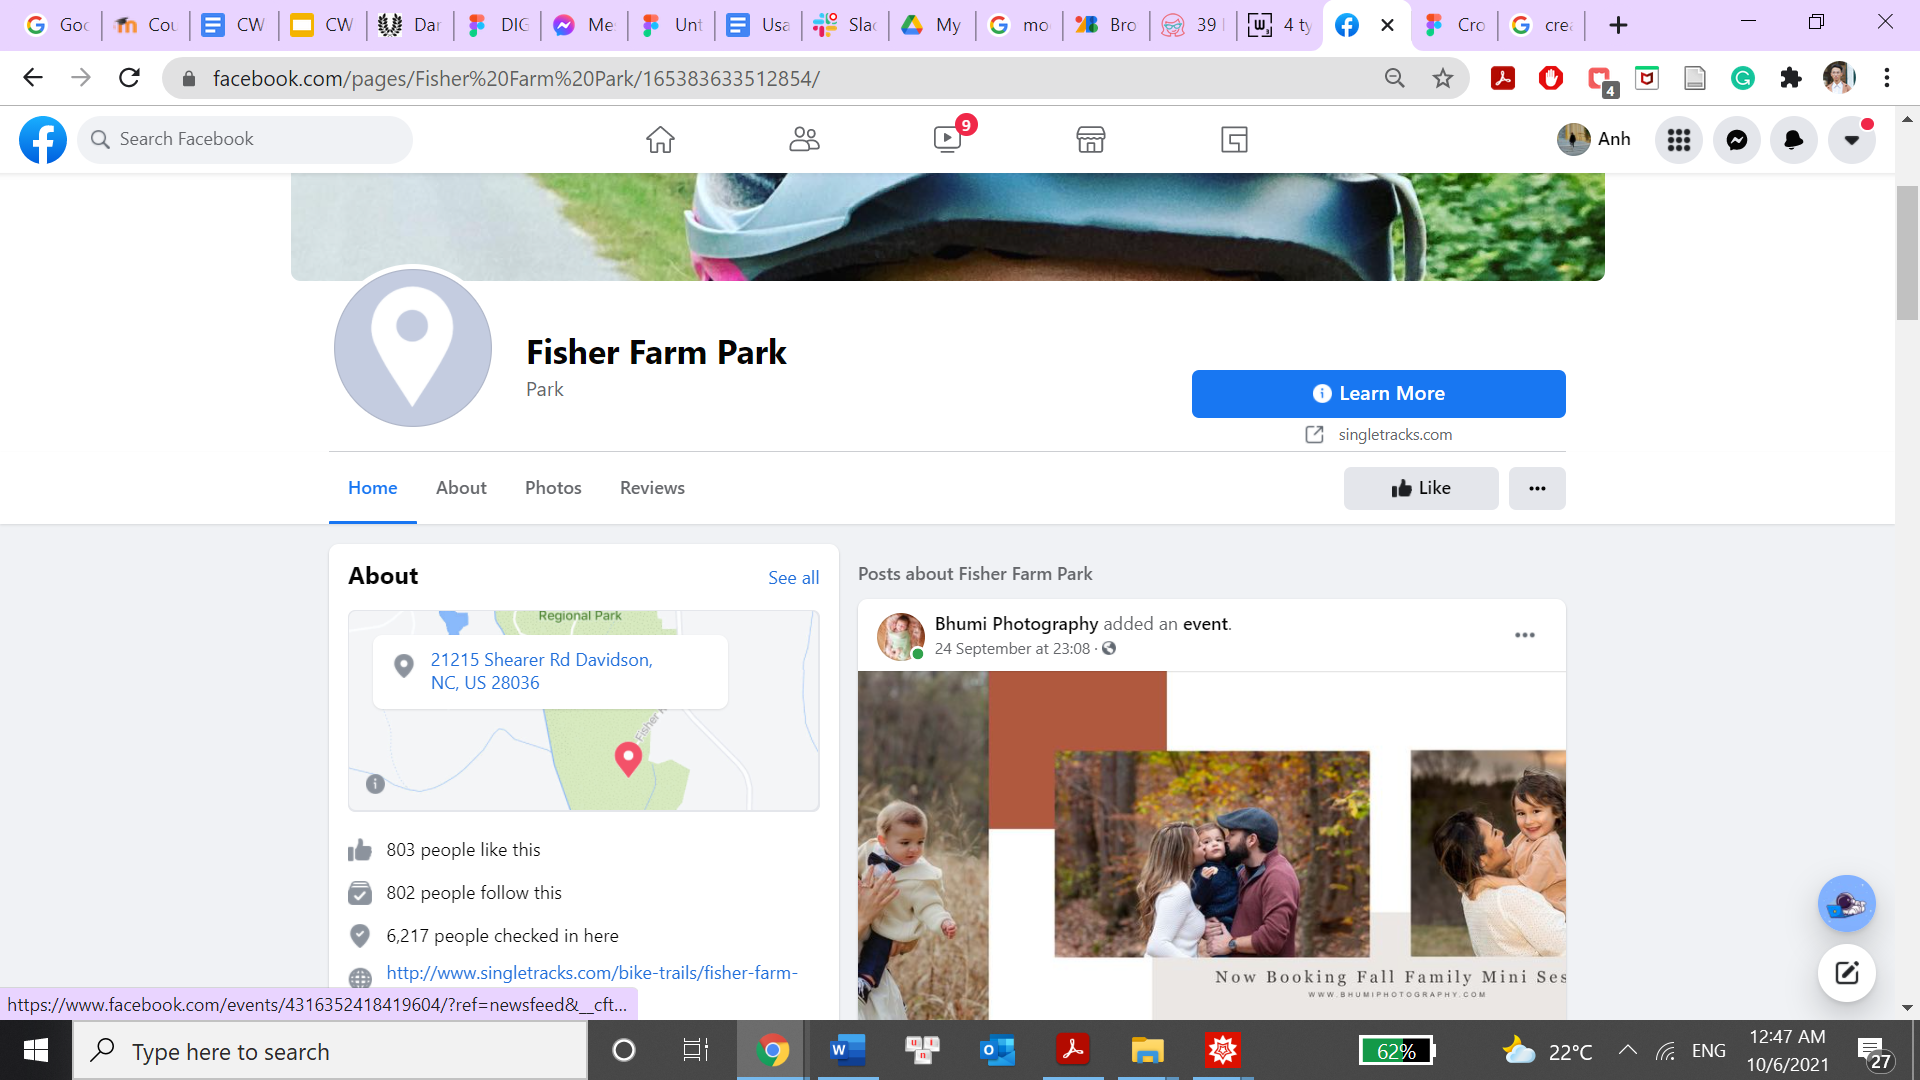 Goo Cou CW CW Dar DIG Me Unt Usa Slac My mo Bro 39 4 ty Cro crea
facebook.com/pages/Fisher%20Farm%20Park/165383633512854/
4
Search Facebook
9
Anh
Fisher Farm Park
Park
Learn More
singletracks.com
Home About Photos Reviews
Like
About
See all
Regional Park
21215 Shearer Rd Davidson,
NC, US 28036
Fisher
803 people like this
802 people follow this
6,217 people checked in here
http://www.singletracks.com/bike-trails/fisher-farm-
Posts about Fisher Farm Park
Bhumi Photography added an event.
24 September at 23:08 ·
Now Booking Fall Family Mini Ses
WWW.BHUMIPHOTOGRAPHY.COM
https://www.facebook.com/events/4316352418419604/?ref=newsfeed&__cft...
Type here to search
62%
22°C
ENG
12:47 AM
10/6/2021
27